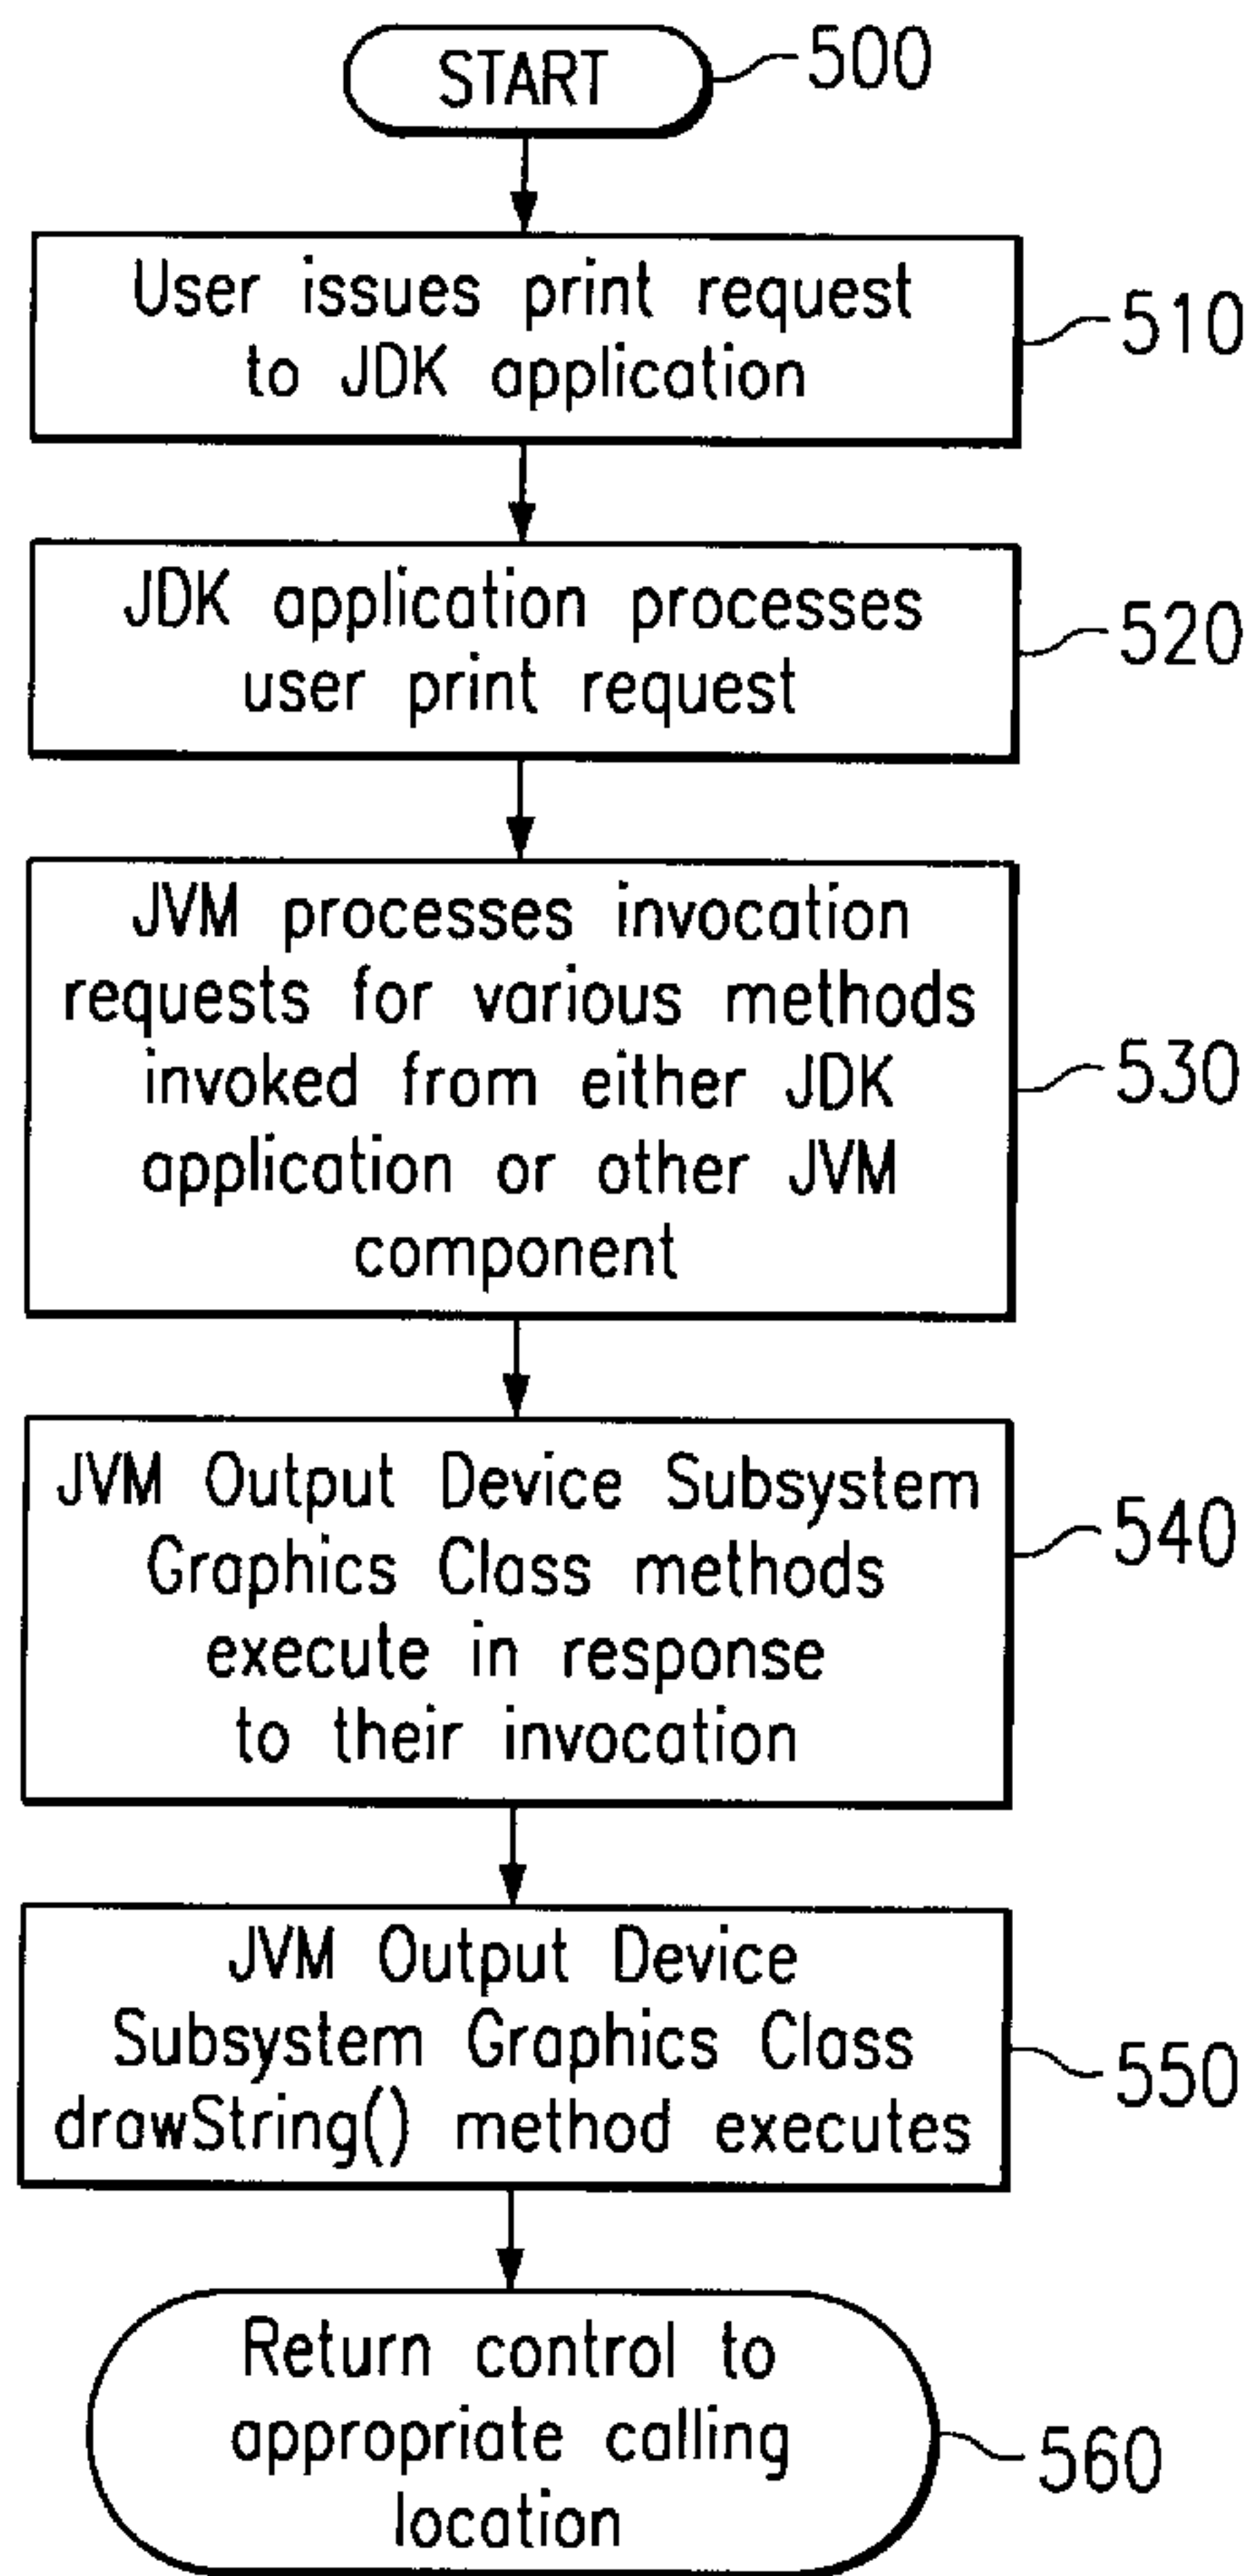 START
500
User issues print request
to JDK application
510
JDK application processes
user print request
520
JVM processes invocation
requests for various methods
invoked from either JDK
application or other JVM
component
530
JVM Output Device Subsystem
Graphics Class methods
execute in response
to their invocation
540
JVM Output Device
Subsystem Graphics Class
drawString() method executes
550
Return control to
appropriate calling
location
560